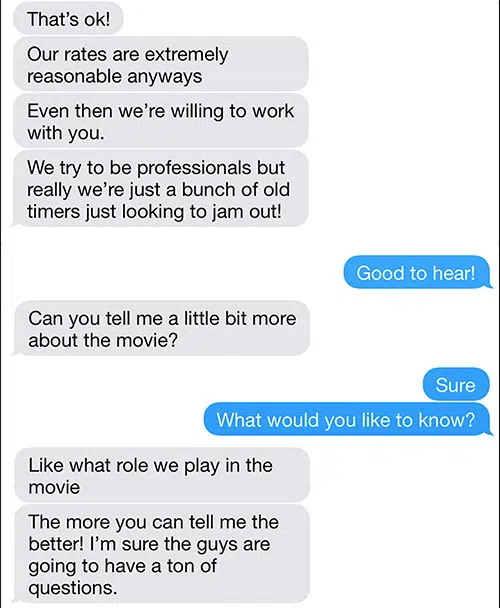 That's ok!
Our rates are extremely
reasonable anyways
Even then we're willing to work
with you.
We try to be professionals but
really we're just a bunch of old
timers just looking to jam out!
Good to hear!
Can you tell me a little bit more
about the movie?
Sure
What would you like to know?
Like what role we play in the
movie
The more you can tell me the
better! I'm sure the guys are
going to have a ton of
questions.